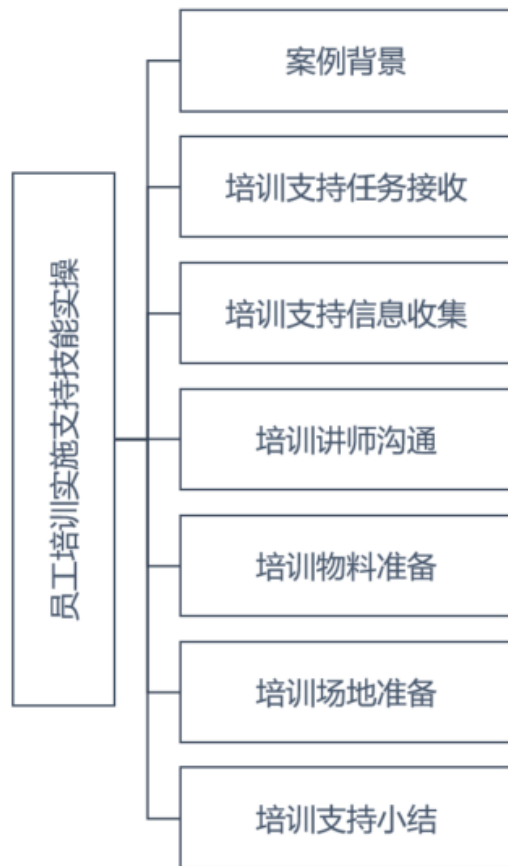 员工培训实施支持技能实操
案例背景
培训支持任务接收
培训支持信息收集
培训讲师沟通
培训物料准备
培训场地准备
培训支持小结